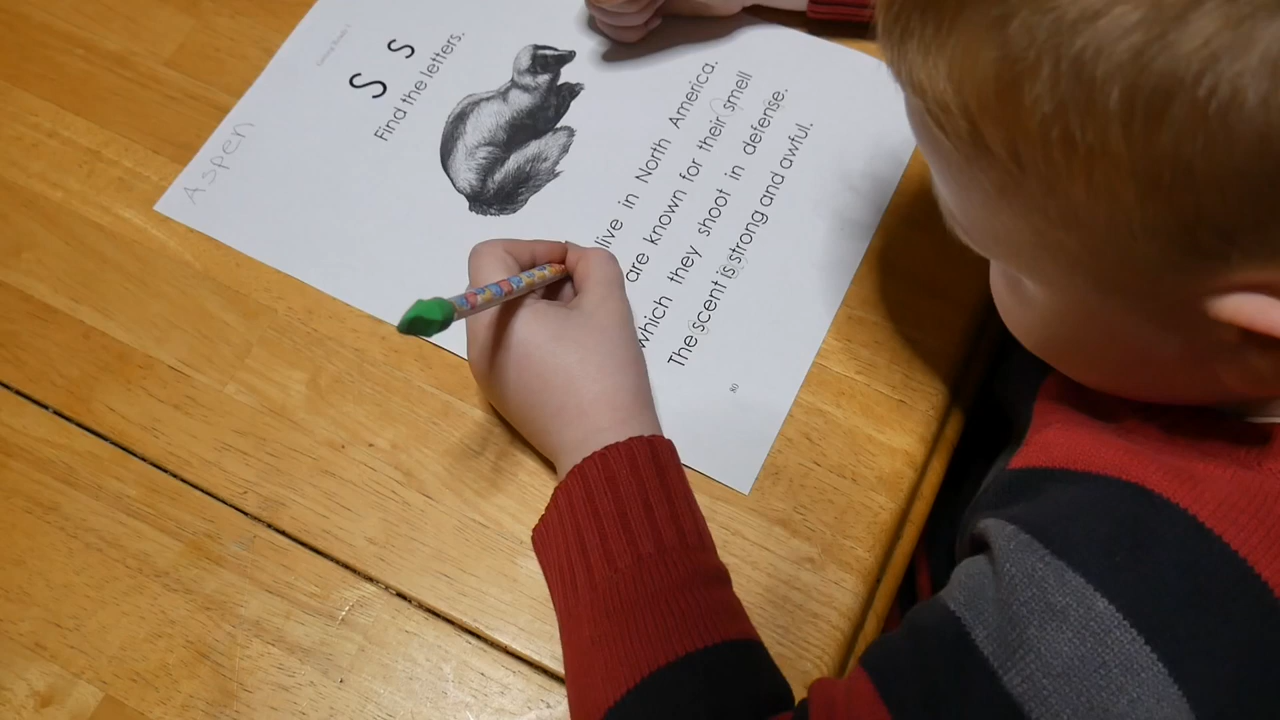 Aspen
S s
Find the letters.
live in North America.
are known for their smell
which they shoot in defense.
The scent is strong and awful.
80